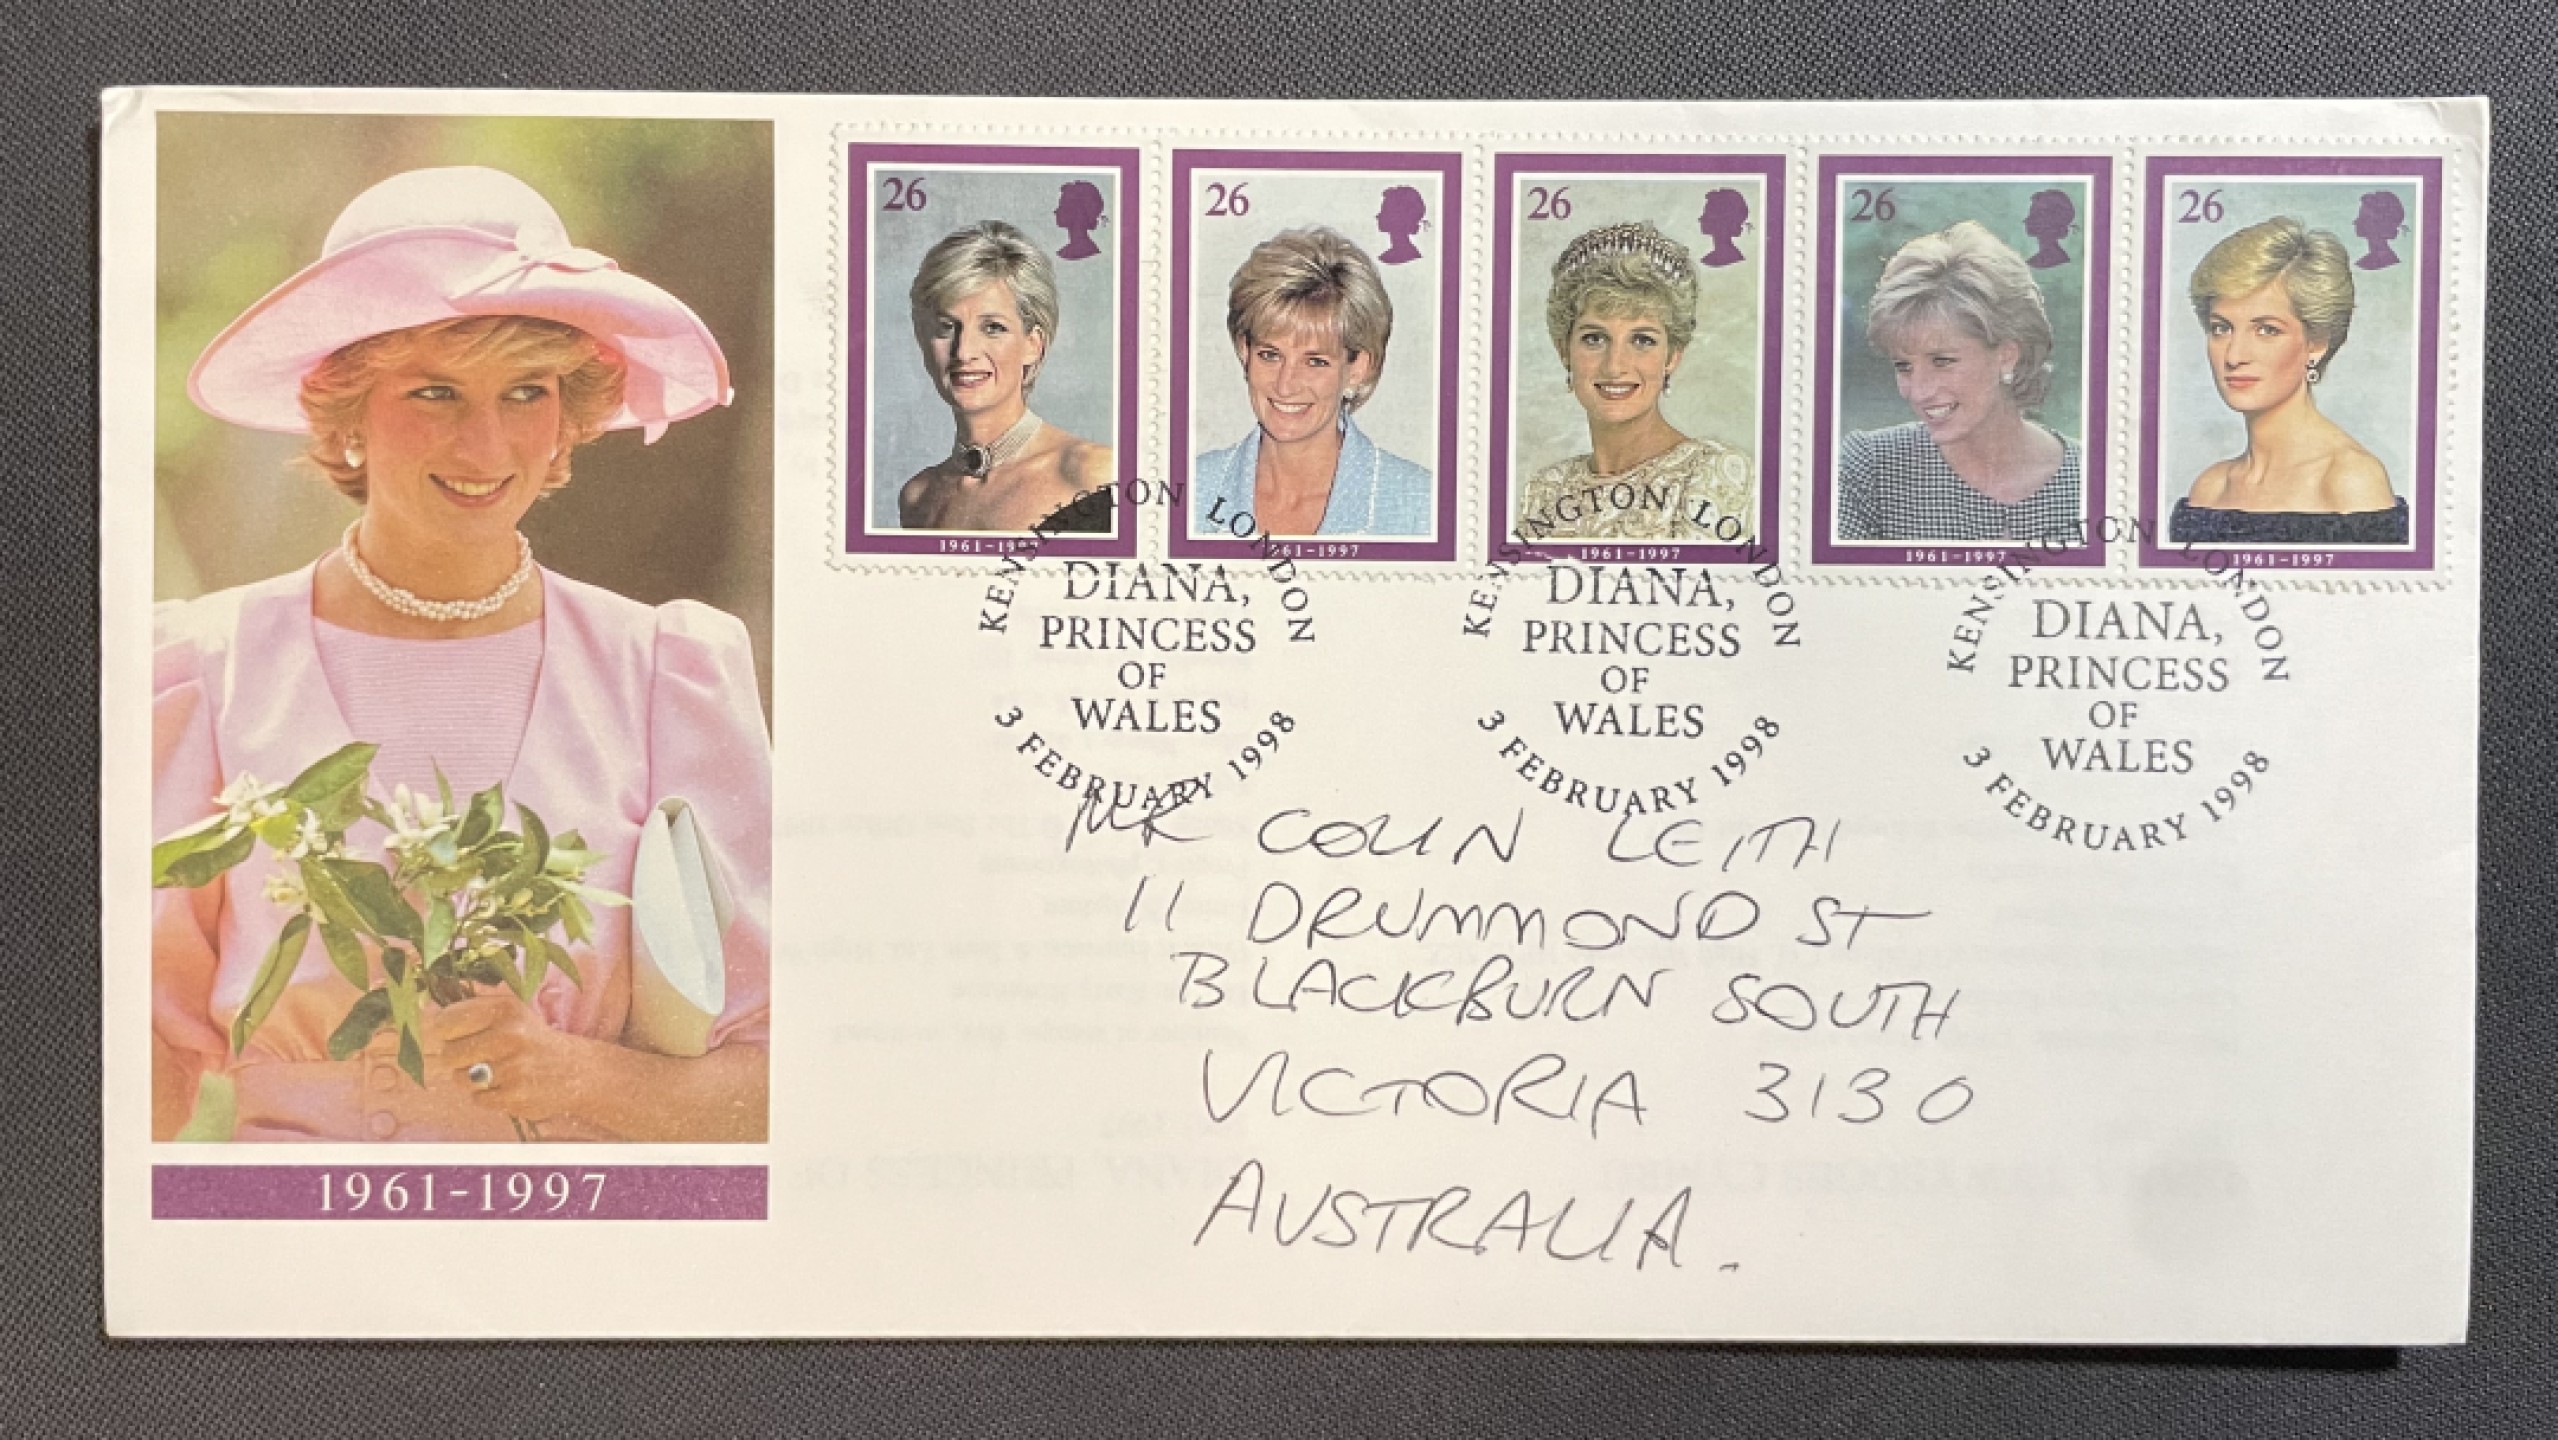 26 26 26 26 26
1961-1997 1961-1997 1961-1997 1961-1997 1961-1997
KENSINGTON LONDON
DIANA,
PRINCESS
OF
WALES
3 FEBRUARY 1998
KENSINGTON LONDON
DIANA,
PRINCESS
OF
WALES
3 FEBRUARY 1998
KENSINGTON LONDON
DIANA,
PRINCESS
OF
WALES
3 FEBRUARY 1998
MR COLIN LEITH
11 DRUMMOND ST
BLACKBURN SOUTH
VICTORIA 3130
AUSTRALIA.
1961-1997